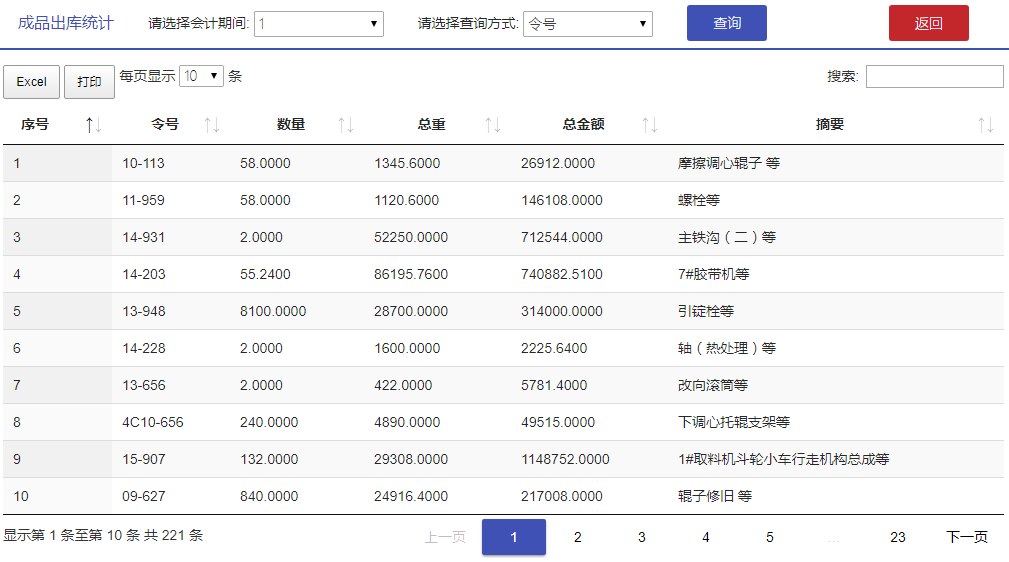 成品出库统计 请选择会计期间: 1 请选择查询方式: 令号 查询 返回
Excel 打印 每页显示 10 条 搜索:
序号 令号 数量 总重 总金额 摘要
1 10-113 58.0000 1345.6000 26912.0000 摩擦调心辊子 等
2 11-959 58.0000 1120.6000 146108.0000 螺栓等
3 14-931 2.0000 52250.0000 712544.0000 主铁沟（二）等
4 14-203 55.2400 86195.7600 740882.5100 7#胶带机等
5 13-948 8100.0000 28700.0000 314000.0000 引锭栓等
6 14-228 2.0000 1600.0000 2225.6400 轴（热处理）等
7 13-656 2.0000 422.0000 5781.4000 改向滚筒等
8 4C10-656 240.0000 4890.0000 49515.0000 下调心托辊支架等
9 15-907 132.0000 29308.0000 1148752.0000 1#取料机斗轮小车行走机构总成等
10 09-627 840.0000 24916.4000 217008.0000 辊子修旧 等
显示第 1 条至第 10 条 共 221 条 上一页 1 2 3 4 5 ... 23 下一页